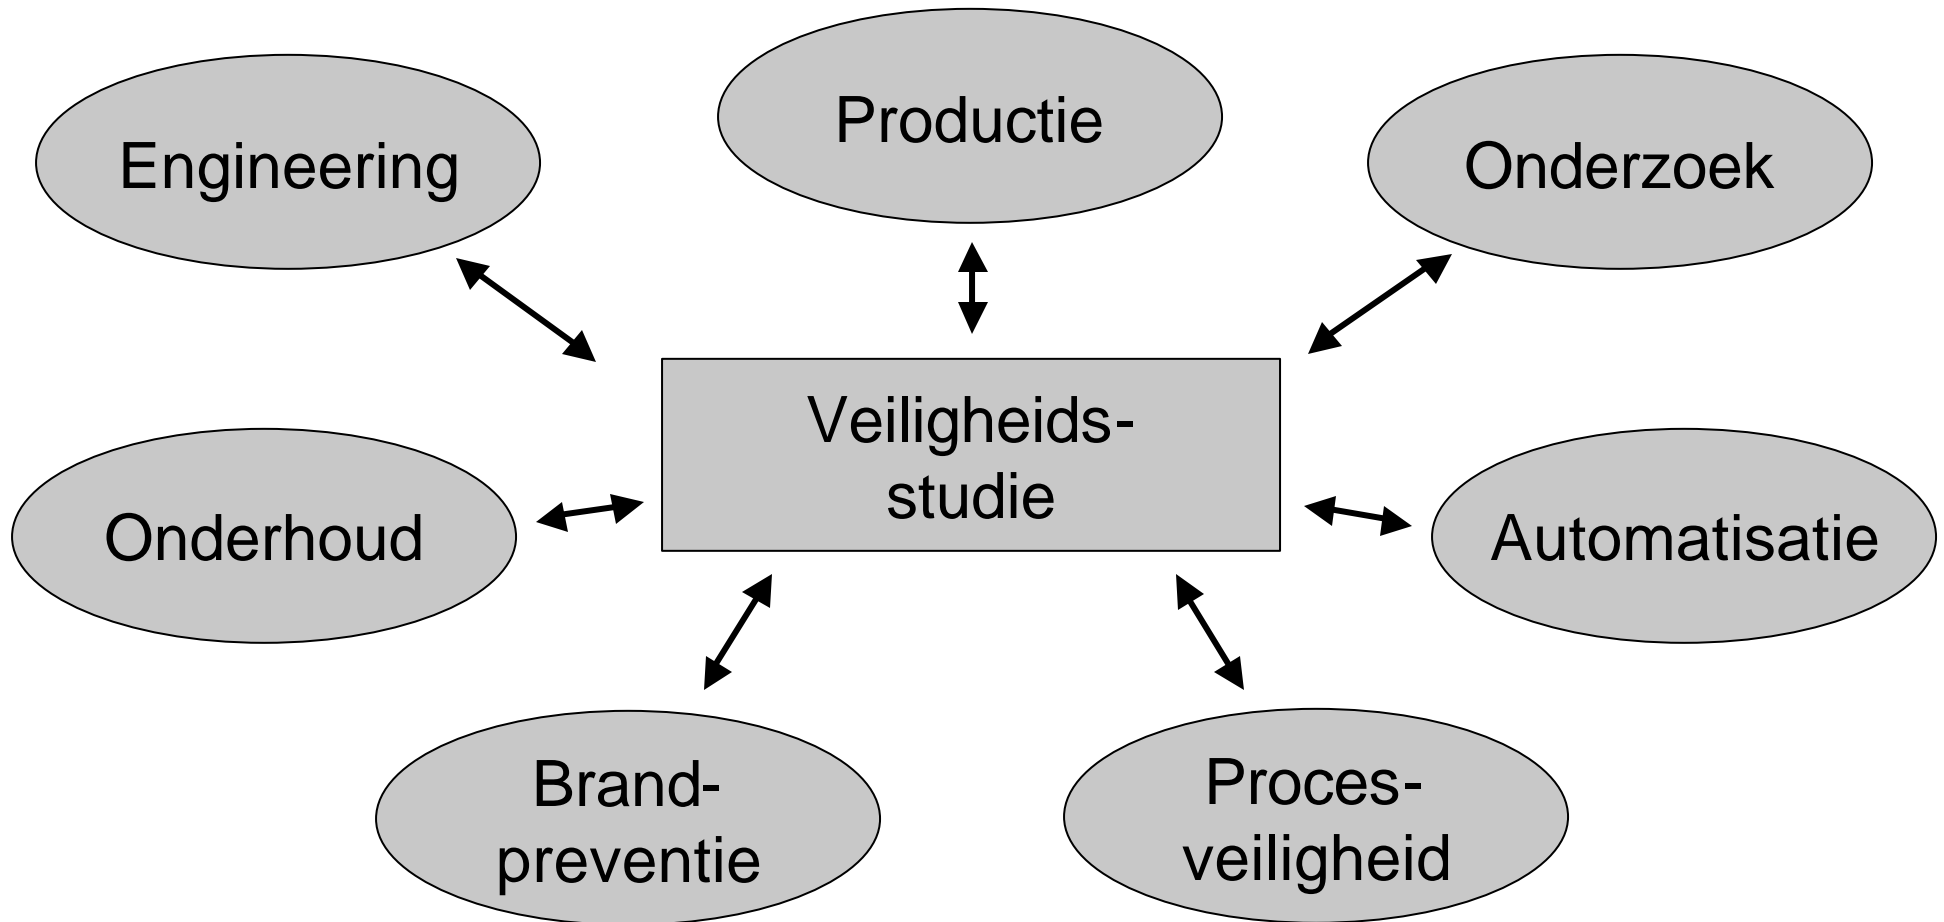 Productie
Engineering
Onderzoek
Veiligheids-
studie
Onderhoud
Automatisatie
Brand-
preventie
Proces-
veiligheid